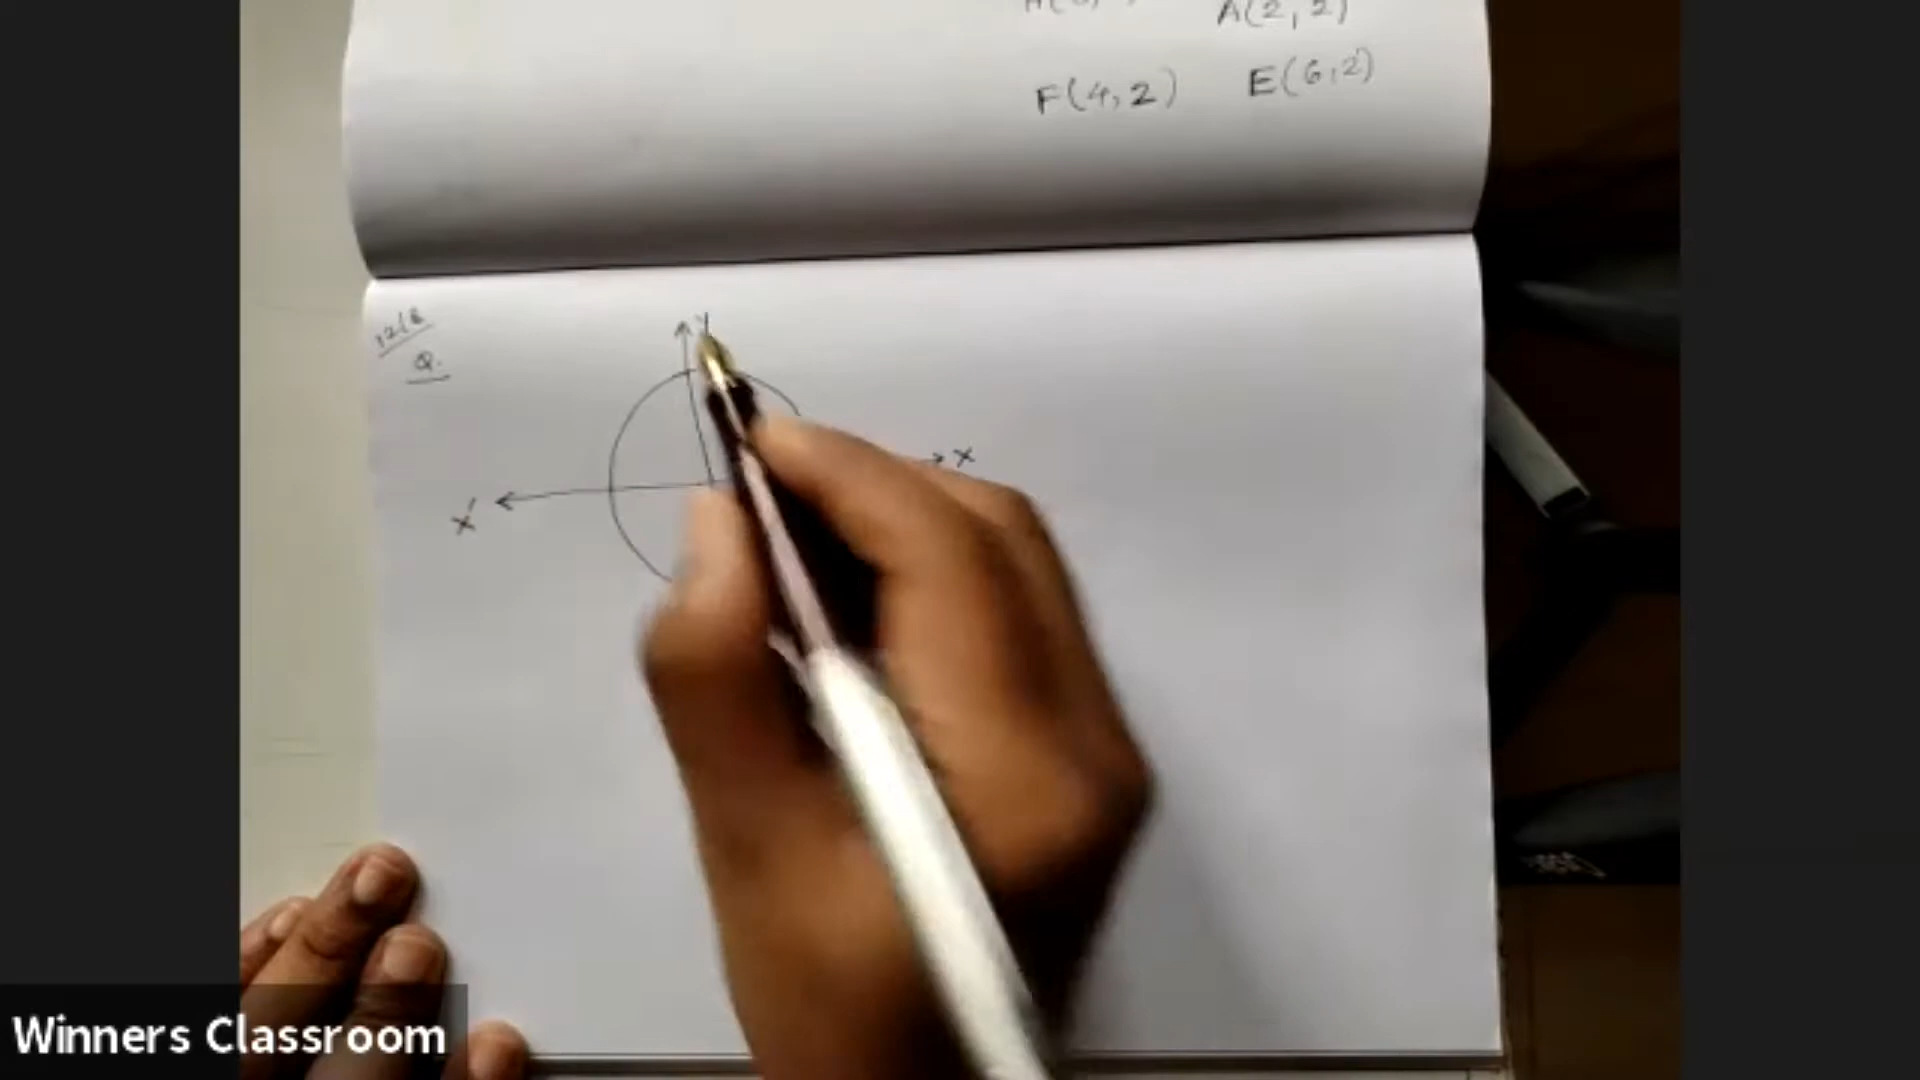 A(2, 2)
F(4, 2) E(6, 2)
Q.
Y
X
X'
Winners Classroom